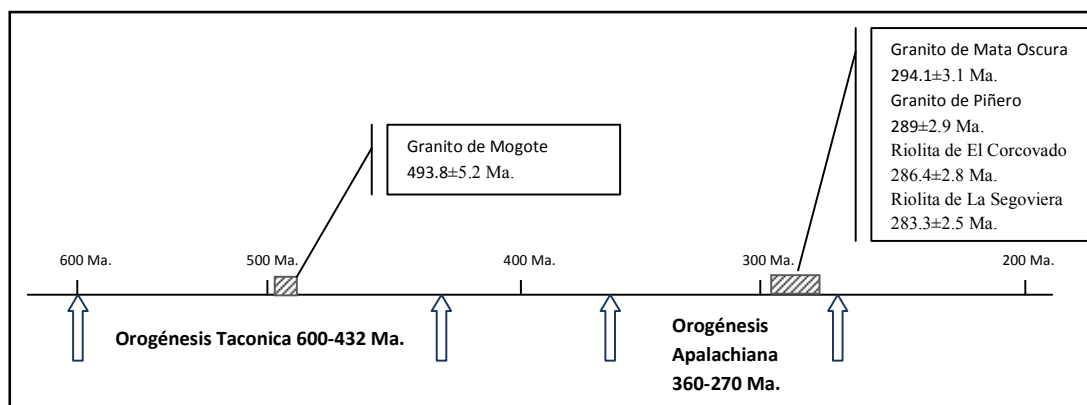 Granito de Mata Oscura
294.1±3.1 Ma.
Granito de Piñero
289±2.9 Ma.
Riolita de El Corcovado
286.4±2.8 Ma.
Riolita de La Segoviera
283.3±2.5 Ma.
Granito de Mogote
493.8±5.2 Ma.
600 Ma.
500 Ma.
400 Ma.
300 Ma.
200 Ma.
Orogénesis Taconica 600-432 Ma.
Orogénesis
Apalachiana
360-270 Ma.